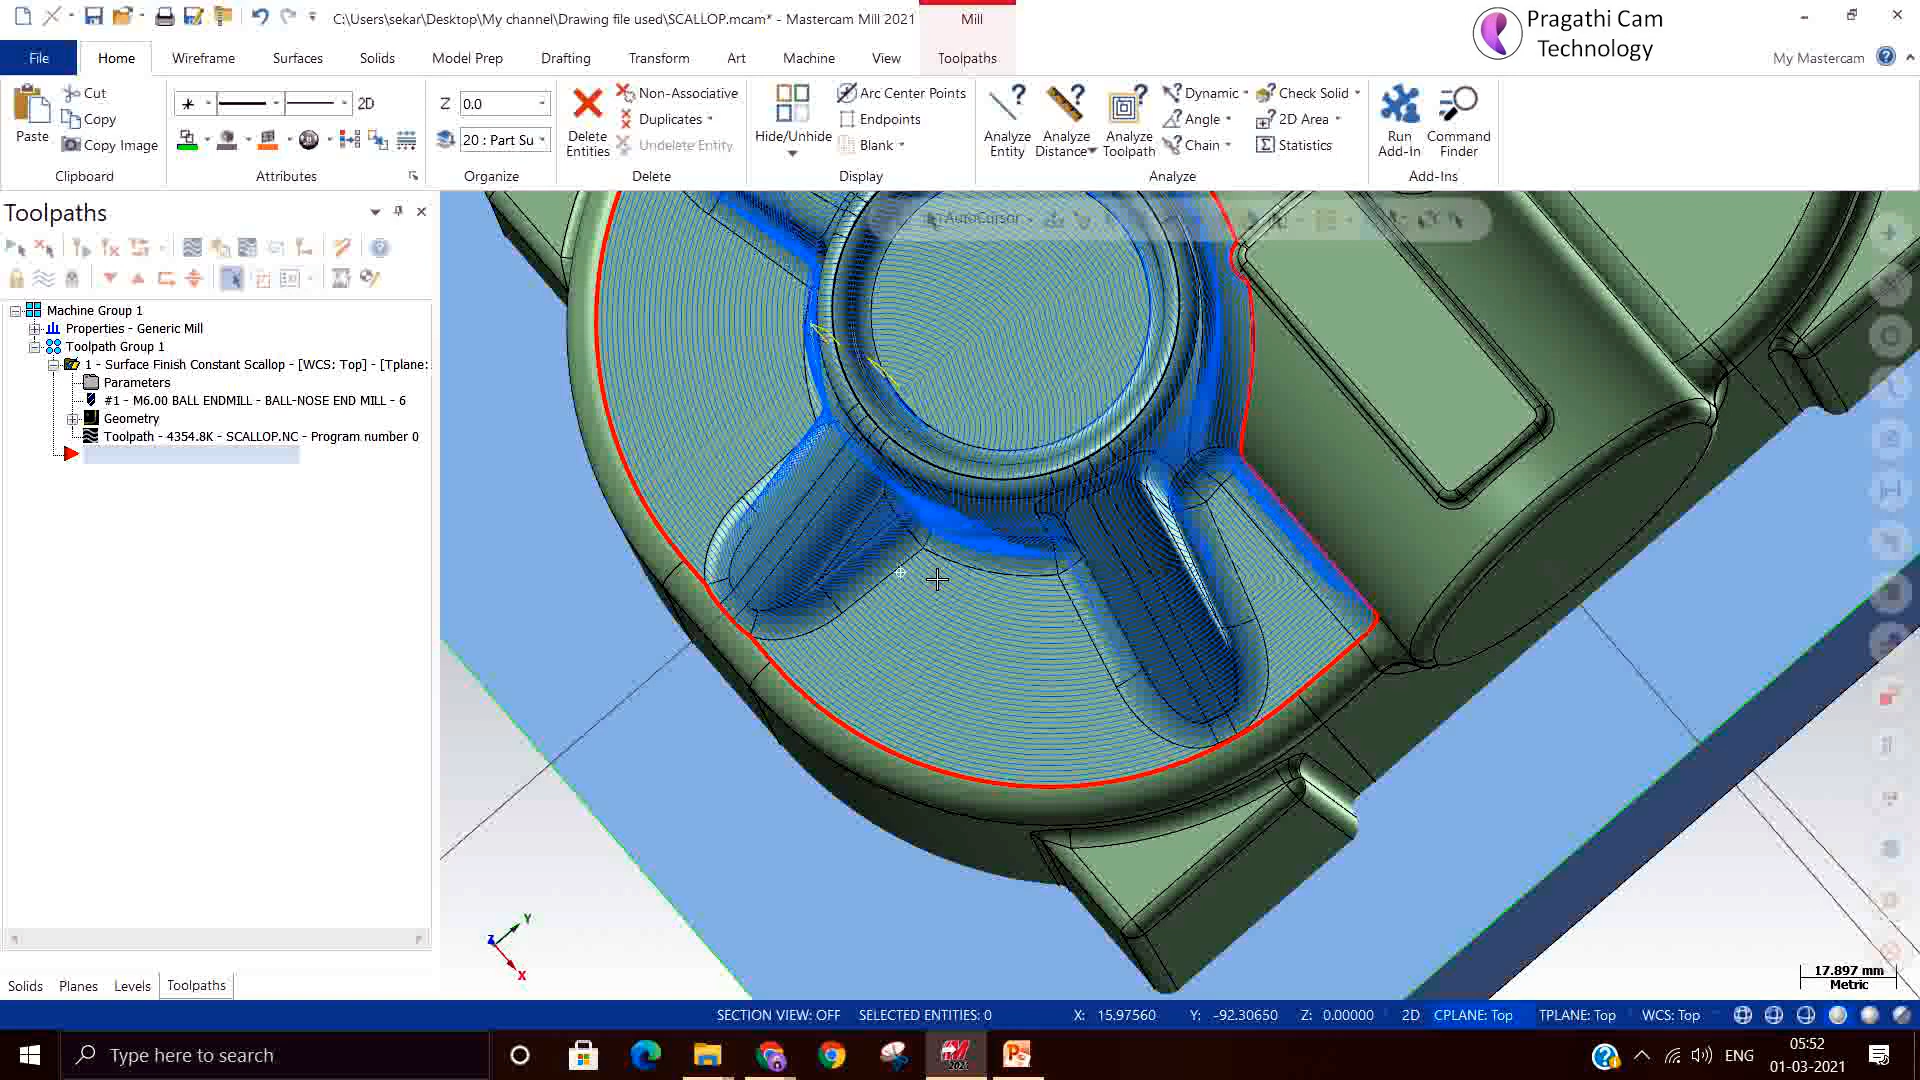 C:\Users\sekar\Desktop\My channel\Drawing file used\SCALLOP.mcam* - Mastercam Mill 2021
Mill
Pragathi Cam
Technology
File
Home
Wireframe
Surfaces
Solids
Model Prep
Drafting
Transform
Art
Machine
View
Toolpaths
My Mastercam
Paste
Cut
Copy
Copy Image
Clipboard
2D
Attributes
Z 0.0
20 : Part Su
Organize
Delete
Entities
Non-Associative
Duplicates
Undelete Entity
Delete
Hide/Unhide
Arc Center Points
Endpoints
Blank
Display
Analyze
Entity
Analyze
Distance
Analyze
Toolpath
Dynamic
Angle
Chain
Check Solid
2D Area
Statistics
Analyze
Run
Add-In
Command
Finder
Add-Ins
Toolpaths
AutoCursor
Machine Group 1
Properties - Generic Mill
Toolpath Group 1
1 - Surface Finish Constant Scallop - [WCS: Top] - [Tplane:
Parameters
#1 - M6.00 BALL ENDMILL - BALL-NOSE END MILL - 6
Geometry
Toolpath - 4354.8K - SCALLOP.NC - Program number 0
Y
Z
X
17.897 mm
Metric
Solids
Planes
Levels
Toolpaths
SECTION VIEW: OFF
SELECTED ENTITIES: 0
X: 15.97560
Y: -92.30650
Z: 0.00000
2D
CPLANE: Top
TPLANE: Top
WCS: Top
Type here to search
2021
ENG
05:52
01-03-2021